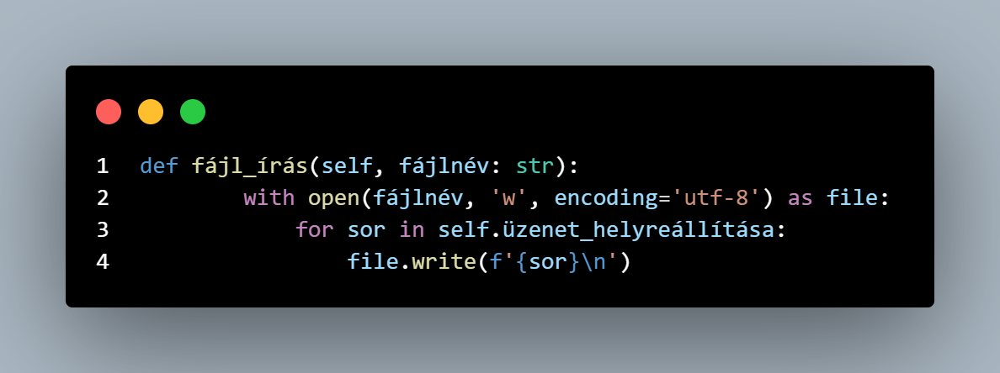 1 def fájl_írás(self, fájlnév: str):
2         with open(fájlnév, 'w', encoding='utf-8') as file:
3             for sor in self.üzenet_helyreállítása:
4                 file.write(f'{sor}\n')